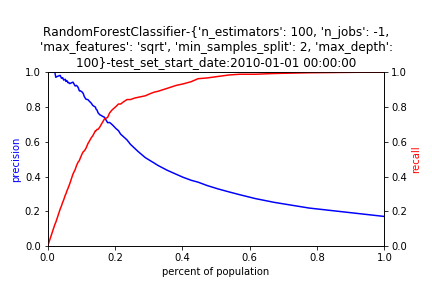 RandomForestClassifier-{'n_estimators': 100, 'n_jobs': -1,
'max_features': 'sqrt', 'min_samples_split': 2, 'max_depth':
100}-test_set_start_date:2010-01-01 00:00:00
1.0
0.8
0.6
0.4
0.2
0.0
precision
1.0
0.8
0.6
0.4
0.2
0.0
recall
0.0 0.2 0.4 0.6 0.8 1.0
percent of population